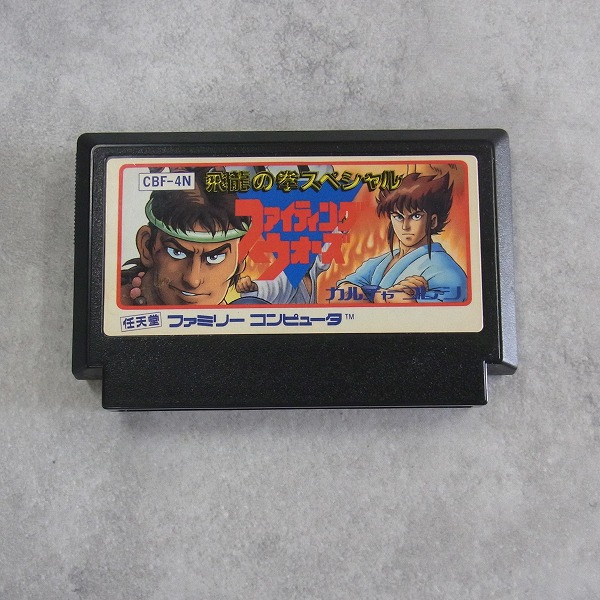 CBF-4N
飛龍の拳スペシャル
ファイティング
ウォーズ
カルチャーブレーン
任天堂 ファミリー コンピュータ™